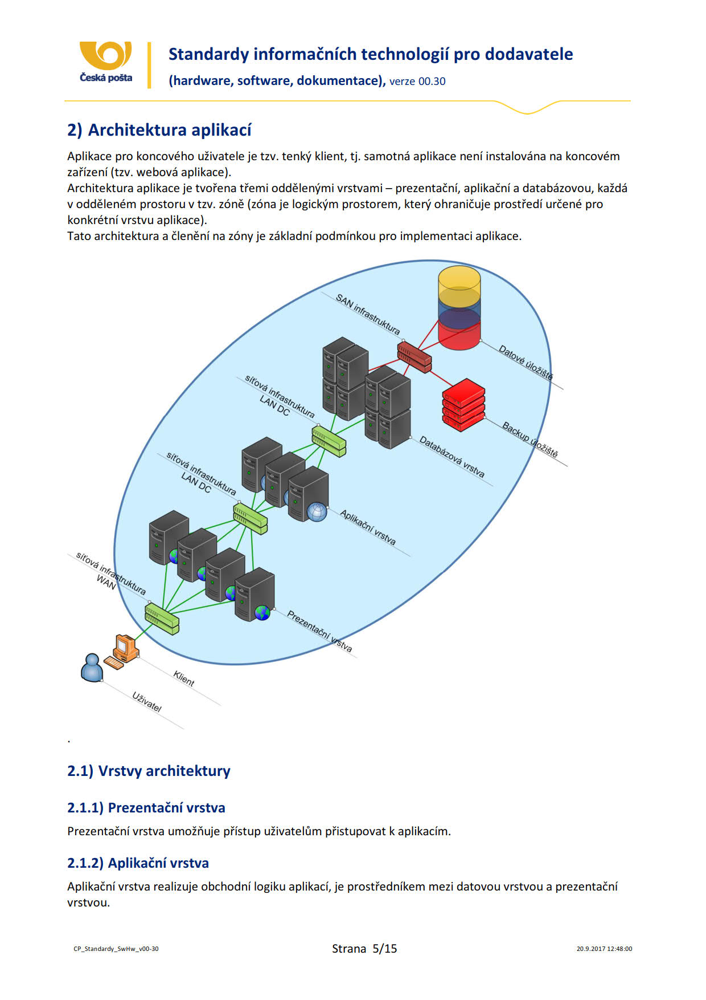 Česká pošta
Standardy informačních technologií pro dodavatele
(hardware, software, dokumentace), verze 00.30
2) Architektura aplikací
Aplikace pro koncového uživatele je tzv. tenký klient, tj. samotná aplikace není instalována na koncovém
zařízení (tzv. webová aplikace).
Architektura aplikace je tvořena třemi oddělenými vrstvami – prezentační, aplikační a databázovou, každá
v odděleném prostoru v tzv. zóně (zóna je logickým prostorem, který ohraničuje prostředí určené pro
konkrétní vrstvu aplikace).
Tato architektura a členění na zóny je základní podmínkou pro implementaci aplikace.
SAN infrastruktura
Datové úložiště
síťová infrastruktura
LAN DC
Backup úložiště
Databázová vrstva
síťová infrastruktura
LAN DC
Aplikační vrstva
síťová infrastruktura
WAN
Prezentační vrstva
Klient
Uživatel
.
2.1) Vrstvy architektury
2.1.1) Prezentační vrstva
Prezentační vrstva umožňuje přístup uživatelům přistupovat k aplikacím.
2.1.2) Aplikační vrstva
Aplikační vrstva realizuje obchodní logiku aplikací, je prostředníkem mezi datovou vrstvou a prezentační
vrstvou.
CP_Standardy_SwHw_v00-30
Strana 5/15
20.9.2017 12:48:00